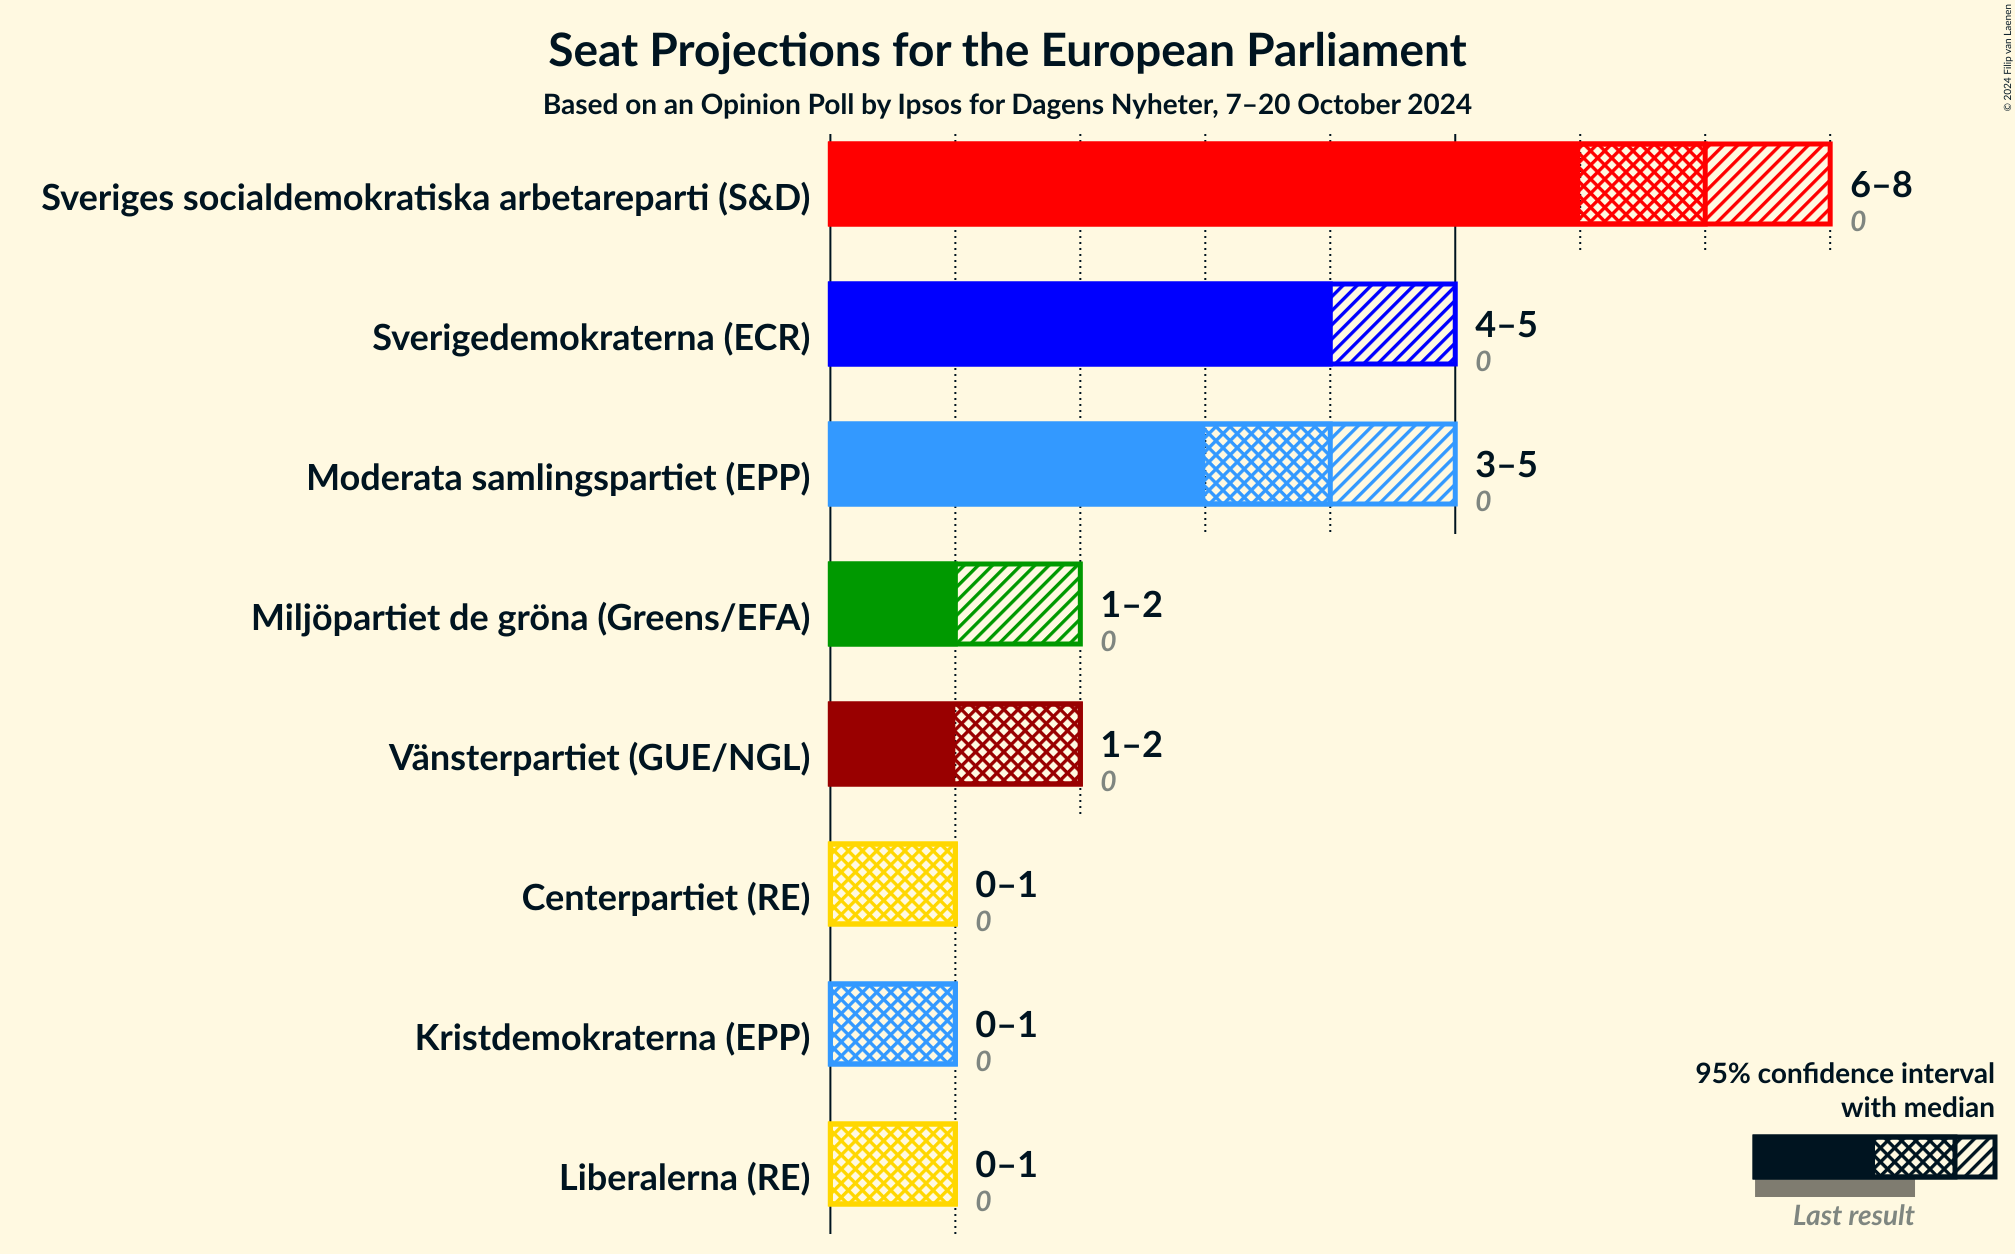 Seat Projections for the European Parliament
Based on an Opinion Poll by Ipsos for Dagens Nyheter, 7–20 October 2024
© 2024 Filip van Laenen
Sveriges socialdemokratiska arbetareparti (S&D)
6–8
0
Sverigedemokraterna (ECR)
4–5
0
Moderata samlingspartiet (EPP)
3–5
0
Miljöpartiet de gröna (Greens/EFA)
1–2
0
Vänsterpartiet (GUE/NGL)
1–2
0
Centerpartiet (RE)
0–1
0
Kristdemokraterna (EPP)
0–1
0
Liberalerna (RE)
0–1
0
95% confidence interval
with median
Last result